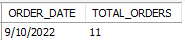 ORDER_DATE TOTAL_ORDERS
9/10/2022 11